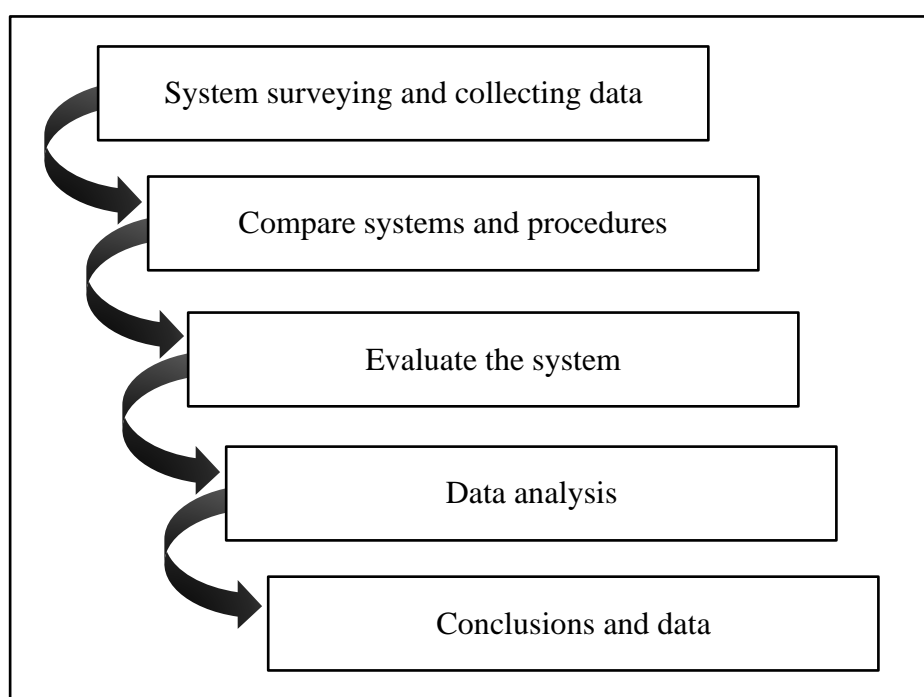 System surveying and collecting data
Compare systems and procedures
Evaluate the system
Data analysis
Conclusions and data